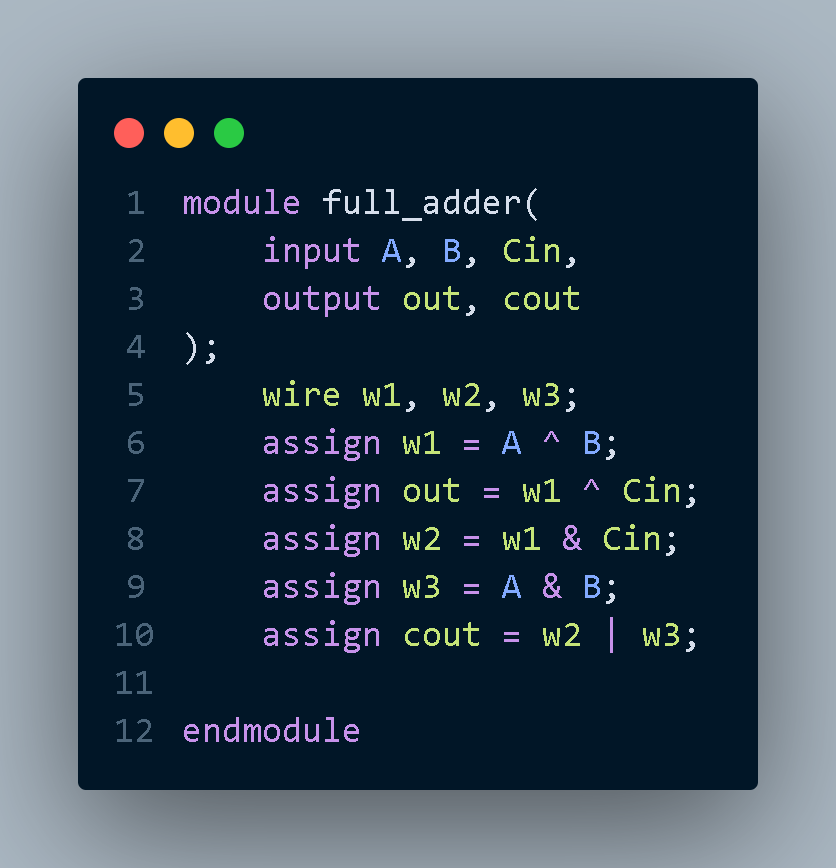 1 module full_adder(
2     input A, B, Cin,
3     output out, cout
4 );
5     wire w1, w2, w3;
6     assign w1 = A ^ B;
7     assign out = w1 ^ Cin;
8     assign w2 = w1 & Cin;
9     assign w3 = A & B;
10     assign cout = w2 | w3;
11
12 endmodule